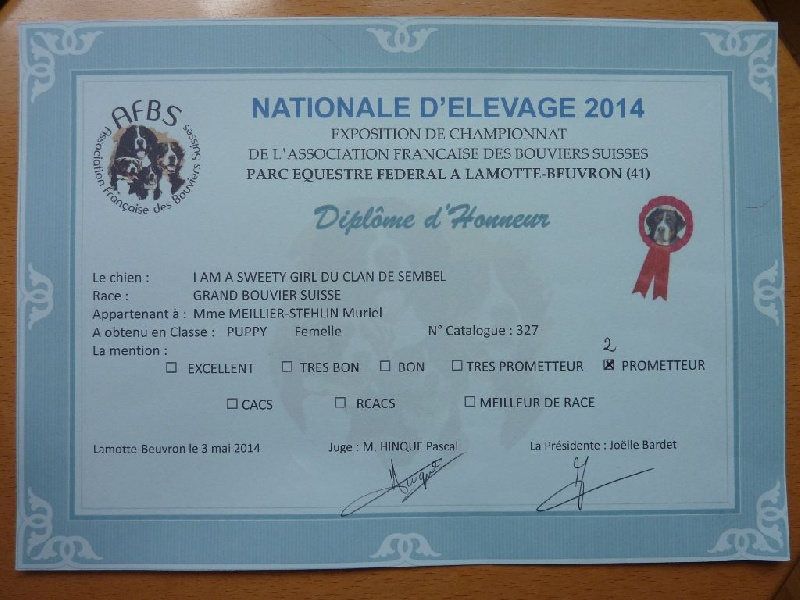 AFBS
Association Française des Bouviers Suisses
NATIONALE D'ELEVAGE 2014
EXPOSITION DE CHAMPIONNAT
DE L'ASSOCIATION FRANCAISE DES BOUVIERS SUISSES
PARC EQUESTRE FEDERAL A LAMOTTE-BEUVRON (41)
Diplôme d'Honneur
Le chien : I AM A SWEETY GIRL DU CLAN DE SEMBEL
Race : GRAND BOUVIER SUISSE
Appartenant à : Mme MEILLIER-STEHLIN Muriel
A obtenu en Classe : PUPPY Femelle N° Catalogue : 327
La mention :
2
☐ EXCELLENT ☐ TRES BON ☐ BON ☐ TRES PROMETTEUR ☒ PROMETTEUR
☐ CACS ☐ RCACS ☐ MEILLEUR DE RACE
Lamotte-Beuvron le 3 mai 2014 Juge : M. HINQUE Pascal La Présidente : Joëlle Bardet